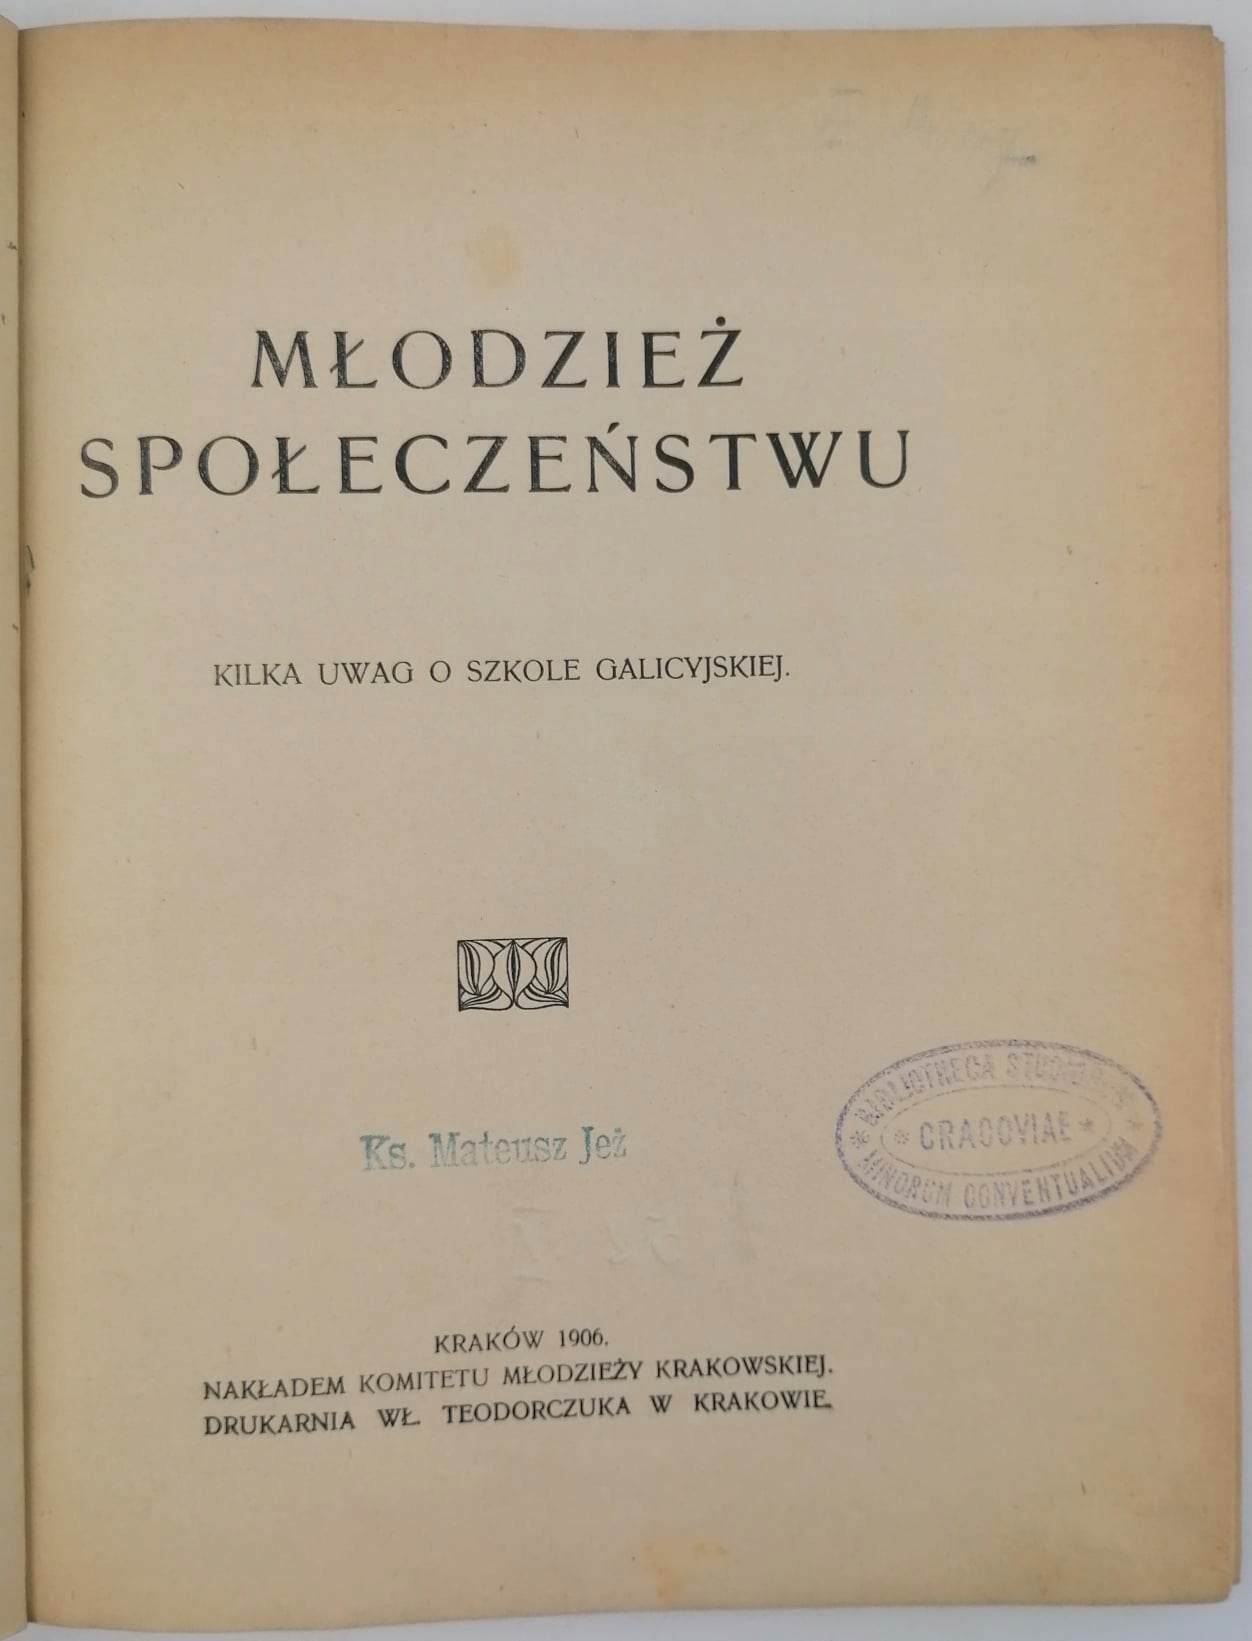 MŁODZIEŻ
SPOŁECZEŃSTWU
KILKA UWAG O SZKOLE GALICYJSKIEJ.
Ks. Mateusz Jeż
BIBLIOTHECA
CRACOVIAE
MINORUM CONVENTUALIUM
KRAKÓW 1906.
NAKŁADEM KOMITETU MŁODZIEŻY KRAKOWSKIEJ.
DRUKARNIA WŁ. TEODORCZUKA W KRAKOWIE.